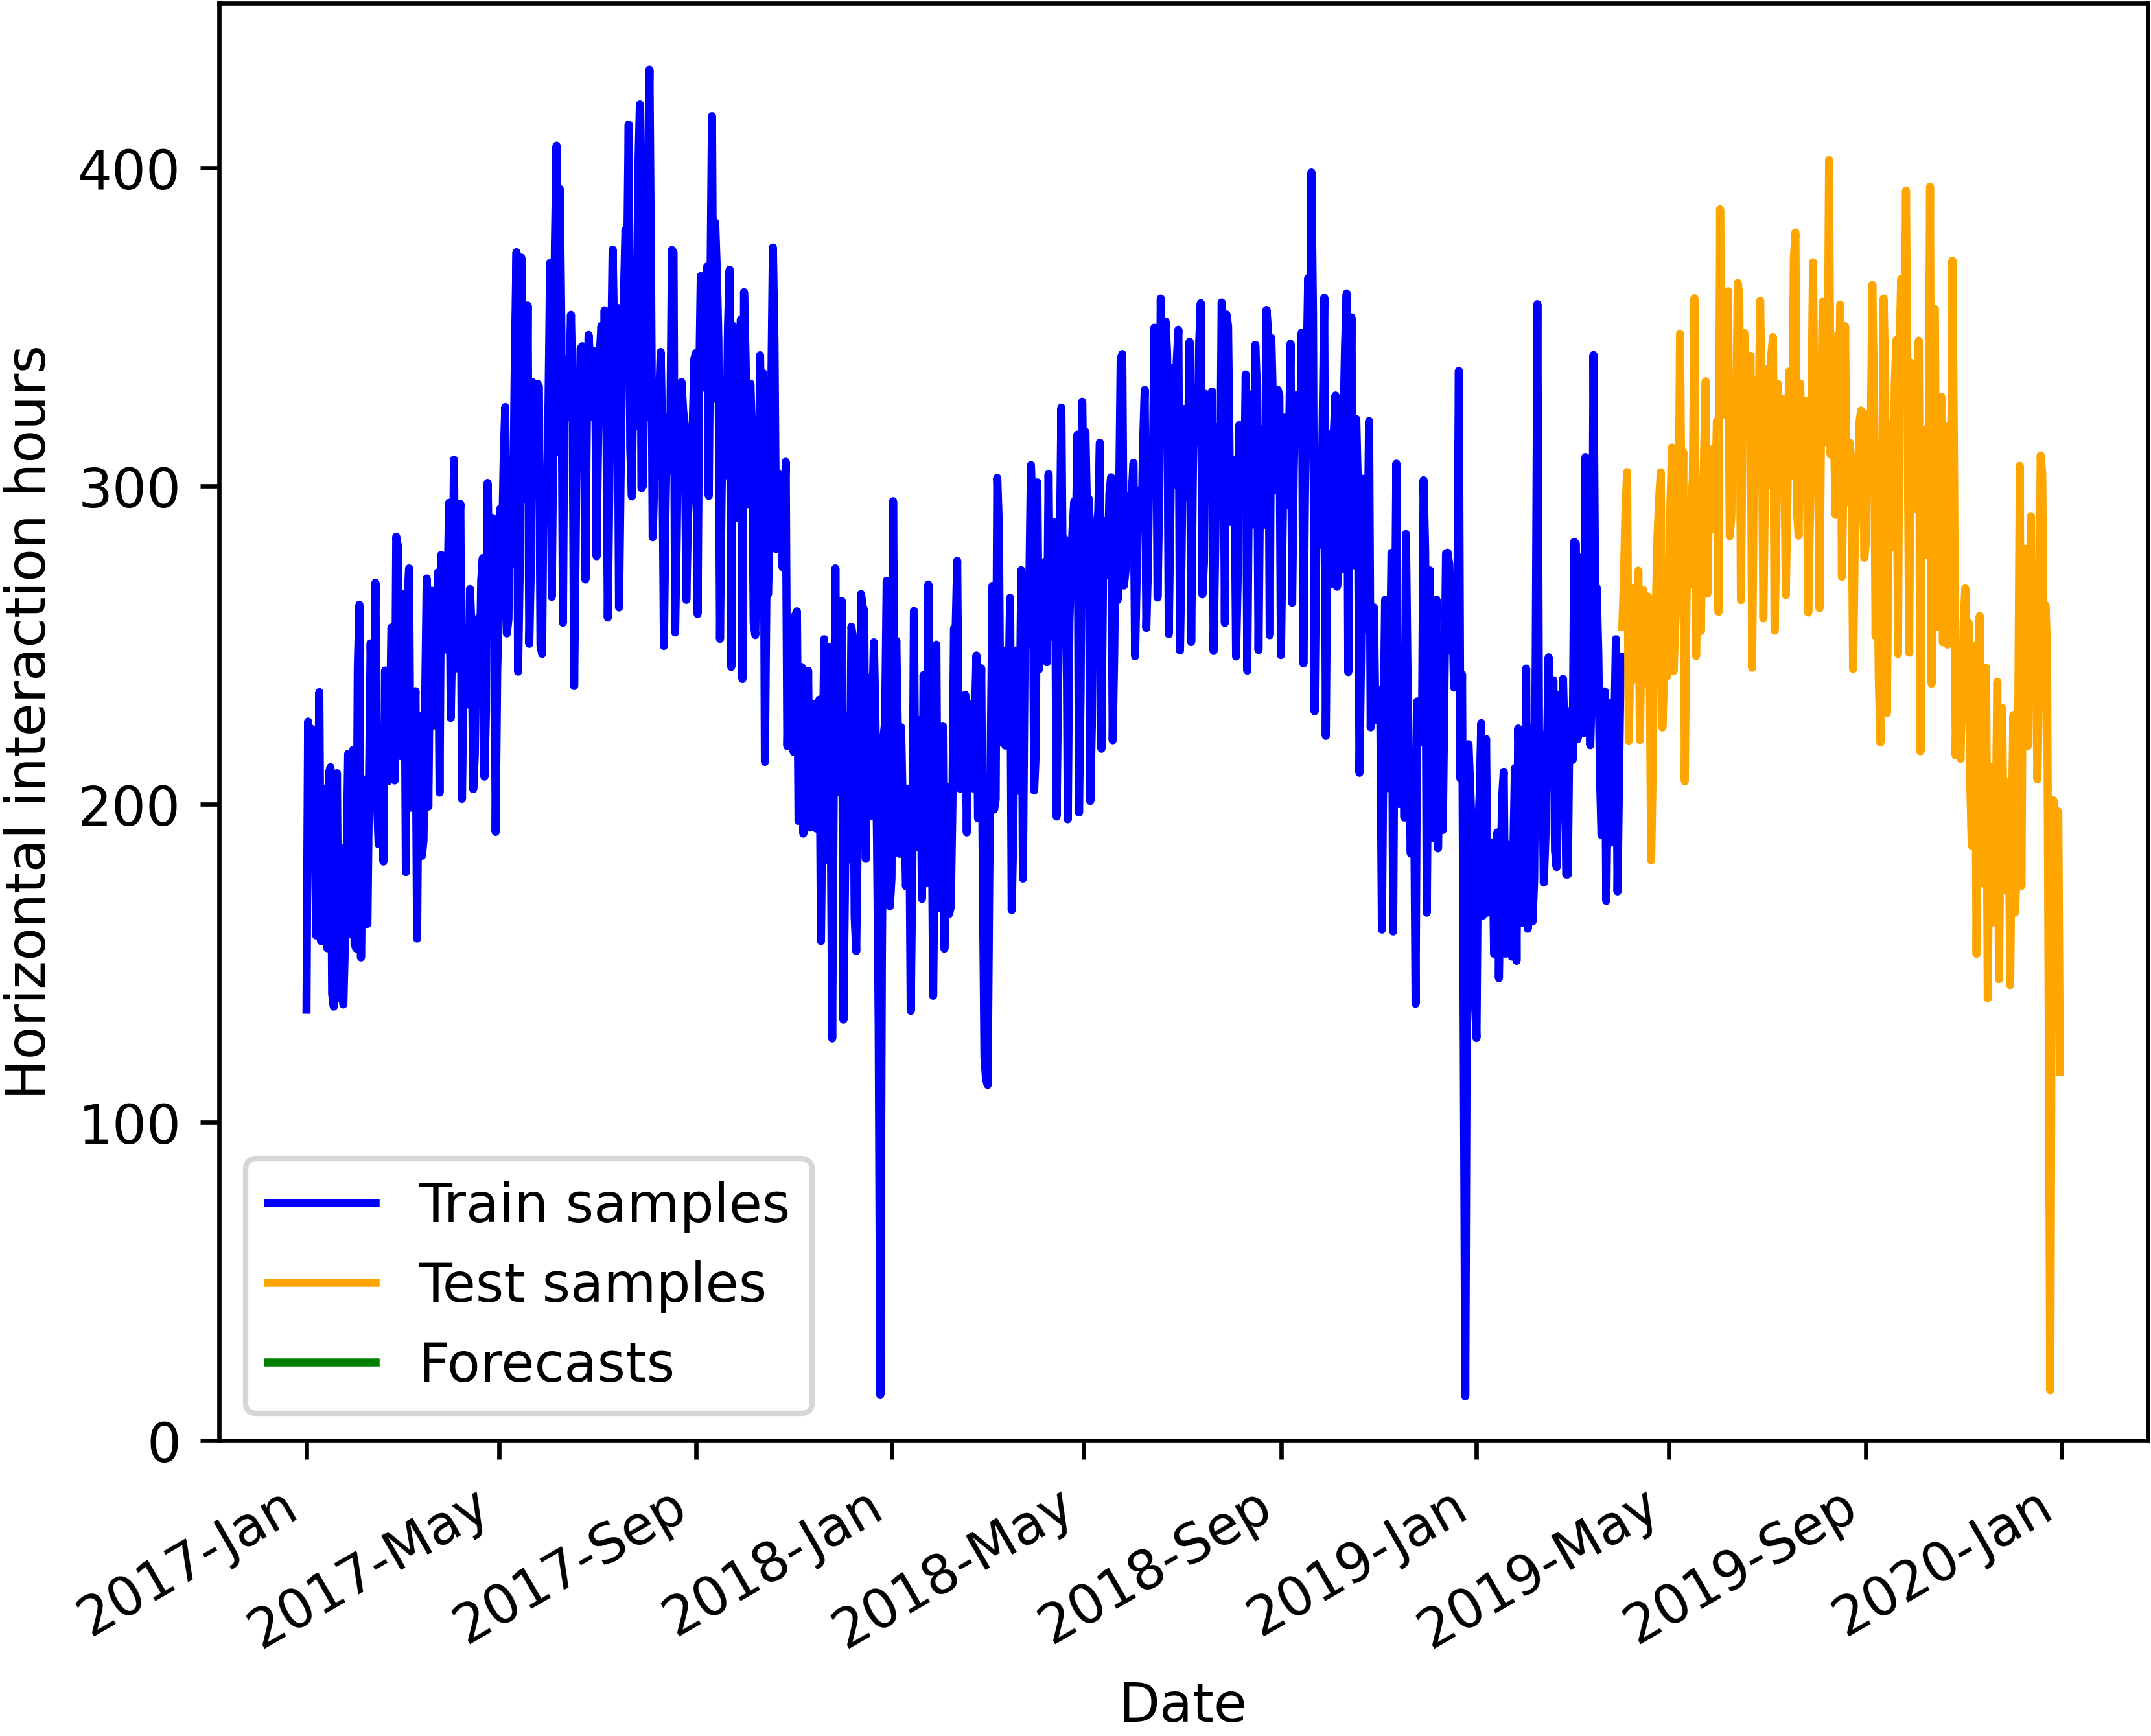 Horizontal interaction hours
400
300
200
100
0
Train samples
Test samples
Forecasts
2017-Jan
2017-May
2017-Sep
2018-Jan
2018-May
2018-Sep
2019-Jan
2019-May
2019-Sep
2020-Jan
Date